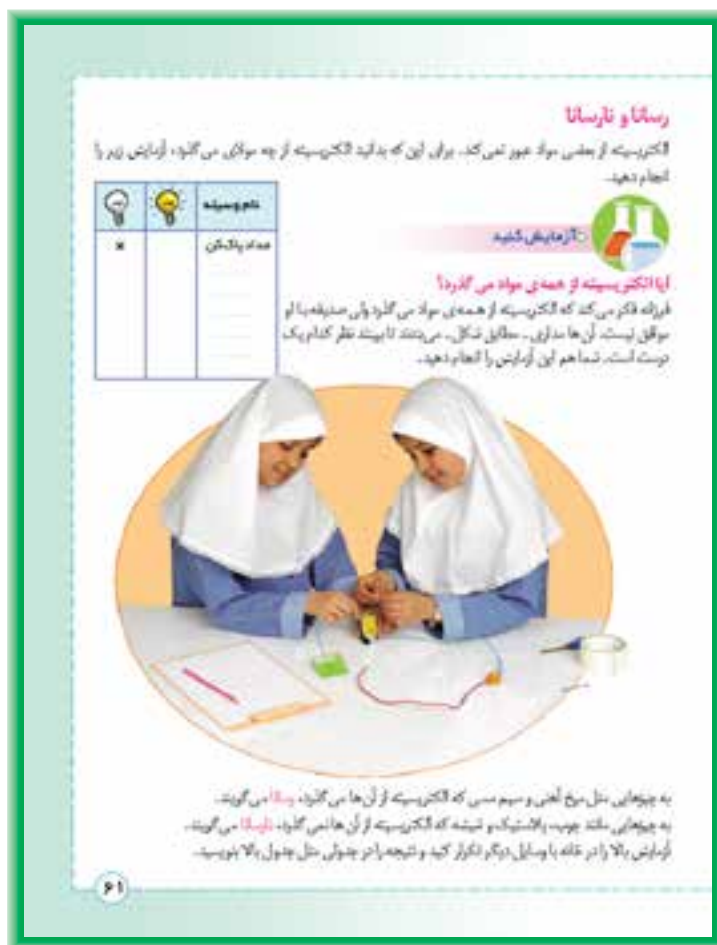 رسانا و نارسانا
الکتریسیته از بعضی مواد عبور نمی‌کند. برای این که بدانید الکتریسیته از چه موادی می‌گذرد، آزمایش زیر را
انجام دهید.
نام وسیله
مداد پاک‌کن ×
آزمایش کنید
آیا الکتریسیته از همه‌ی مواد می‌گذرد؟
فرزانه فکر می‌کند که الکتریسیته از همه‌ی مواد می‌گذرد ولی صدیقه با او
موافق نیست. آن‌ها مداری ـ مطابق شکل ـ می‌بندند تا ببینند نظر کدام یک
درست است. شما هم این آزمایش را انجام دهید.
به چیزهایی مثل میخ آهنی و سیم مسی که الکتریسیته از آن‌ها می‌گذرد، رسانا می‌گویند.
به چیزهایی مانند چوب، پلاستیک و شیشه که الکتریسیته از آن‌ها نمی‌گذرد، نارسانا می‌گویند.
آزمایش بالا را در خانه با وسایل دیگر تکرار کنید و نتیجه را در جدولی مثل جدول بالا بنویسید.
۶۱